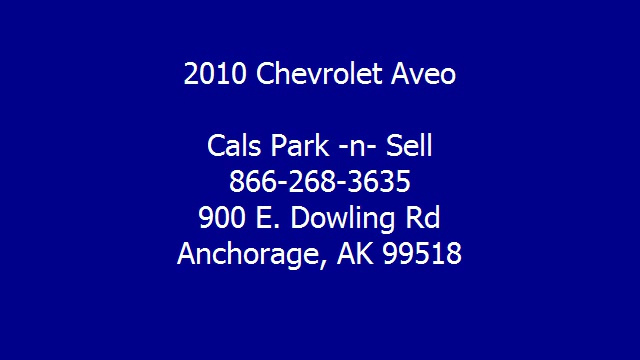 2010 Chevrolet Aveo
Cals Park -n- Sell
866-268-3635
900 E. Dowling Rd
Anchorage, AK 99518